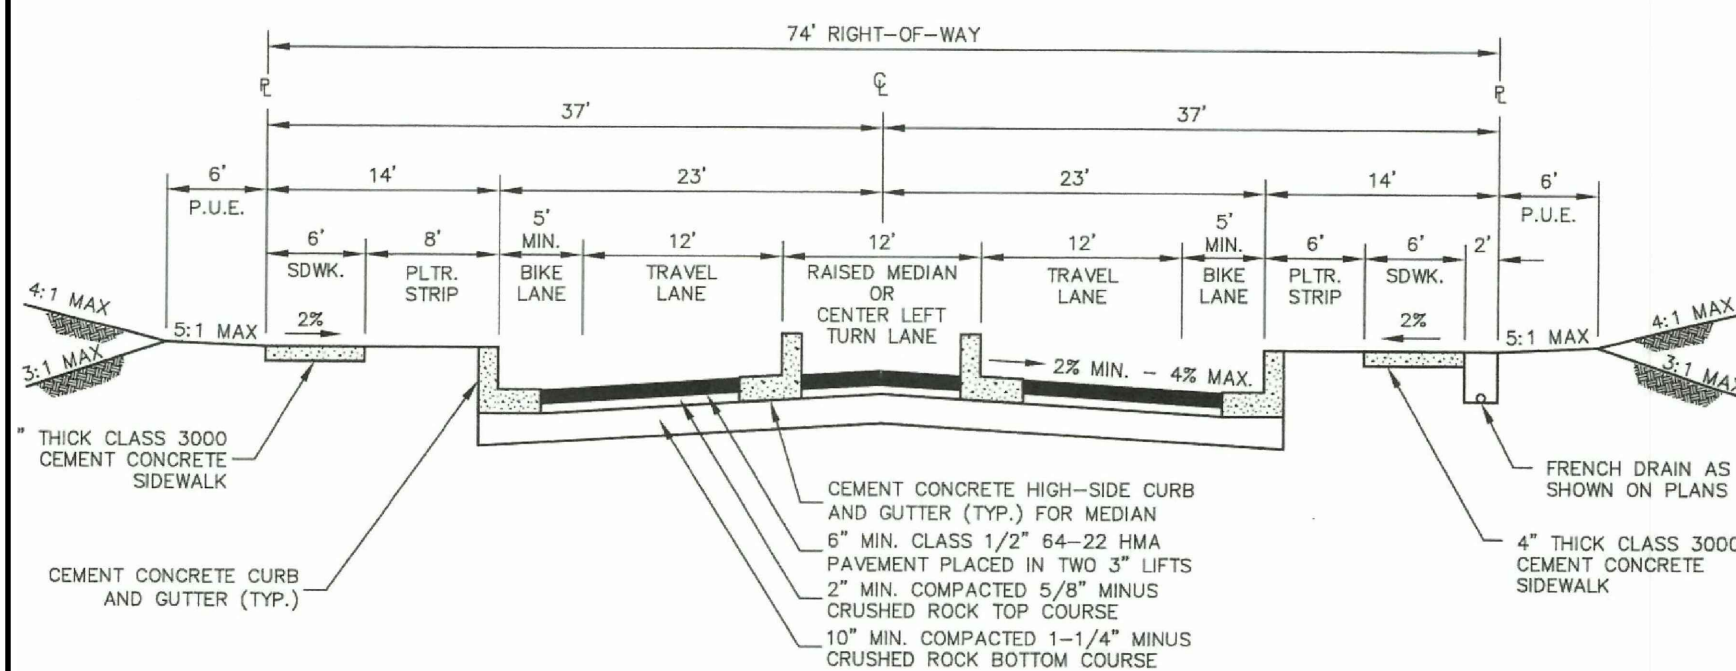 74' RIGHT-OF-WAY
PL
CL
PL
37'
37'
6'
14'
23'
23'
14'
6'
P.U.E.
P.U.E.
6'
8'
5'
MIN.
12'
12'
12'
5'
MIN.
6'
6'
2'
SDWK.
PLTR.
STRIP
BIKE
LANE
TRAVEL
LANE
RAISED MEDIAN
OR
CENTER LEFT
TURN LANE
TRAVEL
LANE
BIKE
LANE
PLTR.
STRIP
SDWK.
4:1 MAX
5:1 MAX
3:1 MAX
2%
2% MIN. - 4% MAX.
2%
5:1 MAX
4:1 MAX
3:1 MAX
" THICK CLASS 3000
CEMENT CONCRETE
SIDEWALK
CEMENT CONCRETE CURB
AND GUTTER (TYP.)
CEMENT CONCRETE HIGH-SIDE CURB
AND GUTTER (TYP.) FOR MEDIAN
6" MIN. CLASS 1/2" 64-22 HMA
PAVEMENT PLACED IN TWO 3" LIFTS
2" MIN. COMPACTED 5/8" MINUS
CRUSHED ROCK TOP COURSE
10" MIN. COMPACTED 1-1/4" MINUS
CRUSHED ROCK BOTTOM COURSE
FRENCH DRAIN AS
SHOWN ON PLANS
4" THICK CLASS 3000
CEMENT CONCRETE
SIDEWALK